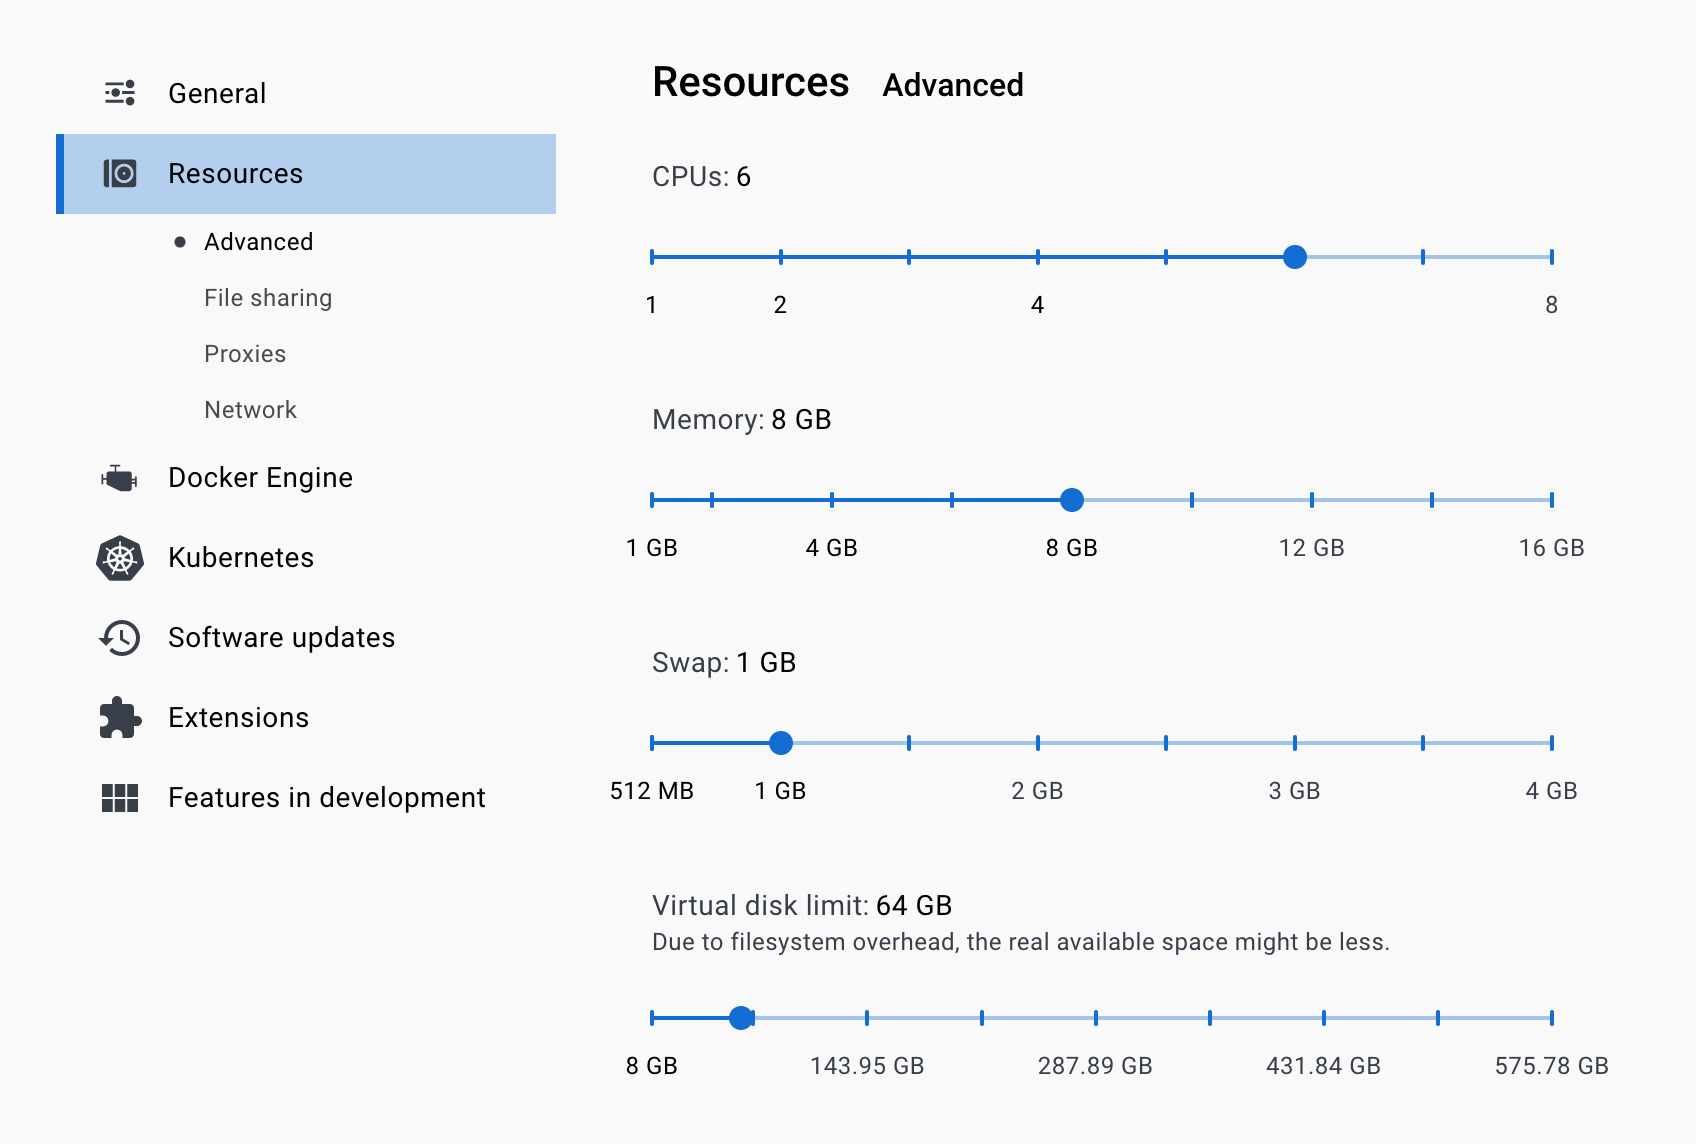 General
Resources
Advanced
File sharing
Proxies
Network
Docker Engine
Kubernetes
Software updates
Extensions
Features in development
Resources Advanced
CPUs: 6
1 2 4 8
Memory: 8 GB
1 GB 4 GB 8 GB 12 GB 16 GB
Swap: 1 GB
512 MB 1 GB 2 GB 3 GB 4 GB
Virtual disk limit: 64 GB
Due to filesystem overhead, the real available space might be less.
8 GB 143.95 GB 287.89 GB 431.84 GB 575.78 GB